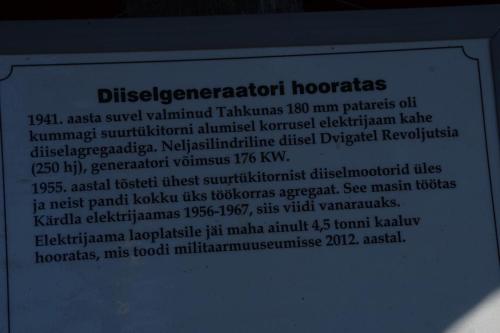 Diiselgeneraatori hooratas
1941. aasta suvel valminud Tahkunas 180 mm patareis oli
kummagi suurtükitorni alumisel korrusel elektrijaam kahe
diiselagregaadiga. Neljasilindriline diisel Dvigatel Revoljutsia
(250 hj), generaatori võimsus 176 KW.
1955. aastal tõsteti ühest suurtükitornist diiselmootorid üles
ja neist pandi kokku üks töökorras agregaat. See masin töötas
Kärdla elektrijaamas 1956-1967, siis viidi vanarauaks.
Elektrijaama laoplatsile jäi maha ainult 4,5 tonni kaaluv
hooratas, mis toodi militaarmuuseumisse 2012. aastal.